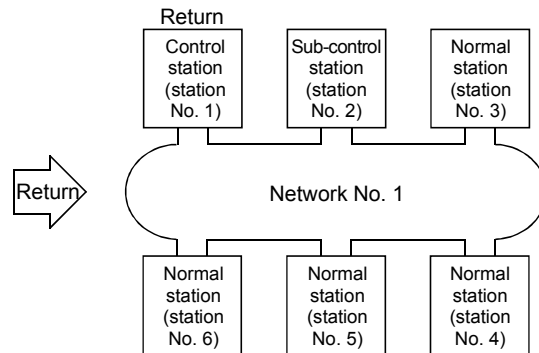 Return
Control
station
(station
No. 1)
Sub-control
station
(station
No. 2)
Normal
station
(station
No. 3)
Return
Network No. 1
Normal
station
(station
No. 6)
Normal
station
(station
No. 5)
Normal
station
(station
No. 4)